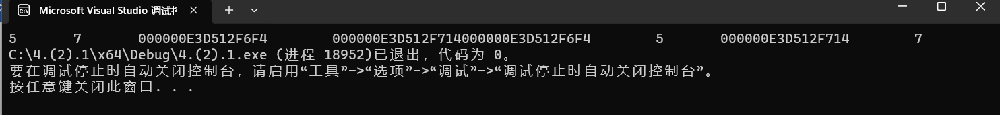 Microsoft Visual Studio 调试控
5 7 000000E3D512F6F4 000000E3D512F714000000E3D512F6F4 5 000000E3D512F714 7
C:\4.(2).1\x64\Debug\4.(2).1.exe (进程 18952)已退出，代码为 0。
要在调试停止时自动关闭控制台，请启用“工具”->“选项”->“调试”->“调试停止时自动关闭控制台”。
按任意键关闭此窗口. . .